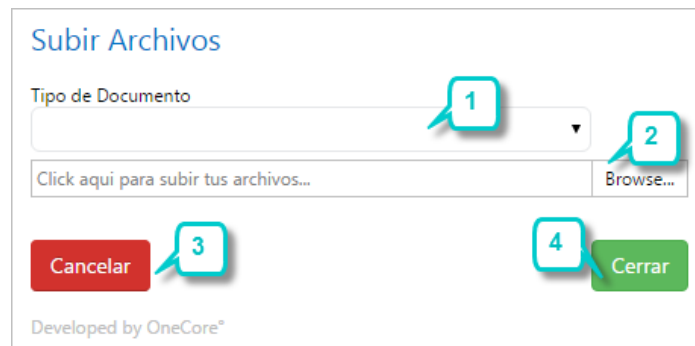 Subir Archivos
Tipo de Documento
1
2
Click aqui para subir tus archivos... Browse...
3
4
Cancelar
Cerrar
Developed by OneCore°